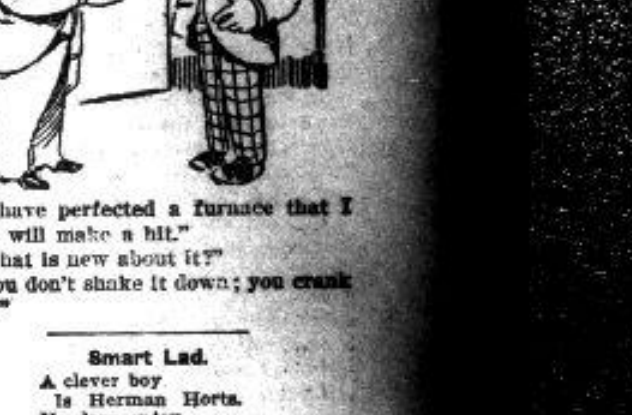 have perfected a furnace that I
will make a hit."
hat is new about it?"
ou don't shake it down; you crank
"
Smart Lad.
A clever boy
Is Herman Horts.